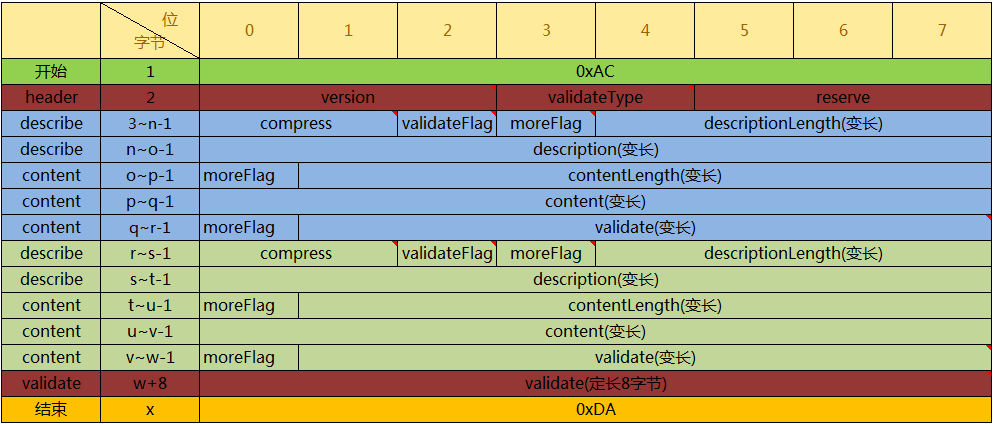 位
字节 0 1 2 3 4 5 6 7
开始 1 0xAC
header 2 version validateType reserve
describe 3~n-1 compress validateFlag moreFlag descriptionLength(变长)
describe n~o-1 description(变长)
content o~p-1 moreFlag contentLength(变长)
content p~q-1 content(变长)
content q~r-1 moreFlag validate(变长)
describe r~s-1 compress validateFlag moreFlag descriptionLength(变长)
describe s~t-1 description(变长)
content t~u-1 moreFlag contentLength(变长)
content u~v-1 content(变长)
content v~w-1 moreFlag validate(变长)
validate w+8 validate(定长8字节)
结束 x 0xDA